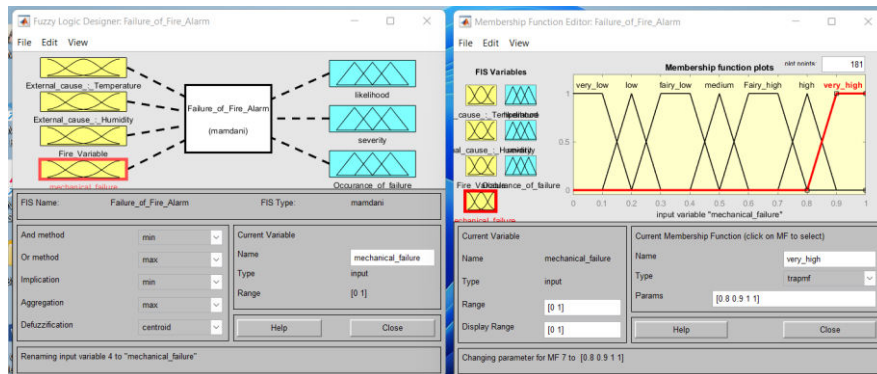 Fuzzy Logic Designer: Failure_of_Fire_Alarm
File Edit View
External_cause_:_Temperature
External_cause_:_Humidity
Fire_Variable
mechanical_failure
Failure_of_Fire_Alarm
(mamdani)
likelihood
severity
Occurance_of_failure
FIS Name: Failure_of_Fire_Alarm FIS Type: mamdani
And method min
Or method max
Implication min
Aggregation max
Defuzzification centroid
Current Variable
Name mechanical_failure
Type input
Range [0 1]
Help Close
Renaming input variable 4 to "mechanical_failure"
Membership Function Editor: Failure_of_Fire_Alarm
File Edit View
FIS Variables
Membership function plots plot points: 181
very_low low fairy_low medium Fairy_high high very_high
1
0.5
0
0 0.1 0.2 0.3 0.4 0.5 0.6 0.7 0.8 0.9 1
input variable "mechanical_failure"
Current Variable
Name mechanical_failure
Type input
Range [0 1]
Display Range [0 1]
Current Membership Function (click on MF to select)
Name very_high
Type trapmf
Params [0.8 0.9 1 1]
Help Close
Changing parameter for MF 7 to [0.8 0.9 1 1]